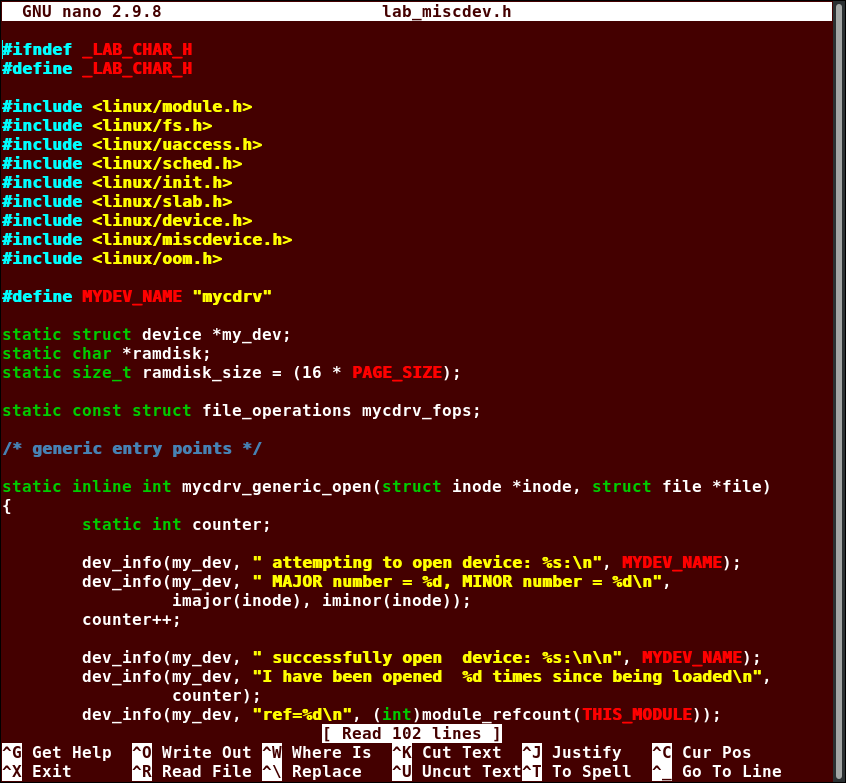 GNU nano 2.9.8 lab_miscdev.h
#ifndef _LAB_CHAR_H
#define _LAB_CHAR_H
#include <linux/module.h>
#include <linux/fs.h>
#include <linux/uaccess.h>
#include <linux/sched.h>
#include <linux/init.h>
#include <linux/slab.h>
#include <linux/device.h>
#include <linux/miscdevice.h>
#include <linux/oom.h>
#define MYDEV_NAME "mycdrv"
static struct device *my_dev;
static char *ramdisk;
static size_t ramdisk_size = (16 * PAGE_SIZE);
static const struct file_operations mycdrv_fops;
/* generic entry points */
static inline int mycdrv_generic_open(struct inode *inode, struct file *file)
{
        static int counter;
        dev_info(my_dev, " attempting to open device: %s:\n", MYDEV_NAME);
        dev_info(my_dev, " MAJOR number = %d, MINOR number = %d\n",
                 imajor(inode), iminor(inode));
        counter++;
        dev_info(my_dev, " successfully open  device: %s:\n\n", MYDEV_NAME);
        dev_info(my_dev, "I have been opened  %d times since being loaded\n",
                 counter);
        dev_info(my_dev, "ref=%d\n", (int)module_refcount(THIS_MODULE));
[ Read 102 lines ]
^G Get Help  ^O Write Out ^W Where Is  ^K Cut Text  ^J Justify   ^C Cur Pos
^X Exit      ^R Read File ^\ Replace   ^U Uncut Text^T To Spell  ^_ Go To Line